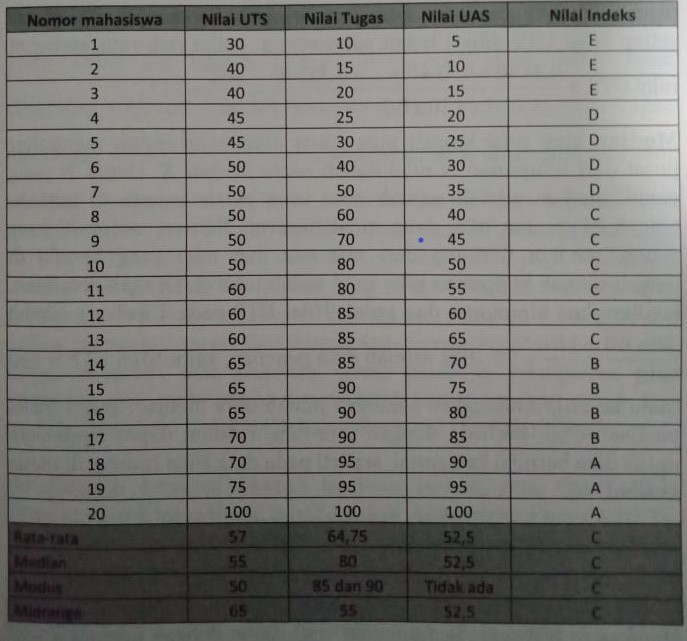 Nomor mahasiswa Nilai UTS Nilai Tugas Nilai UAS Nilai Indeks
1 30 10 5 E
2 40 15 10 E
3 40 20 15 E
4 45 25 20 D
5 45 30 25 D
6 50 40 30 D
7 50 50 35 D
8 50 60 40 C
9 50 70 45 C
10 50 80 50 C
11 60 80 55 C
12 60 85 60 C
13 60 85 65 C
14 65 85 70 B
15 65 90 75 B
16 65 90 80 B
17 70 90 85 B
18 70 95 90 A
19 75 95 95 A
20 100 100 100 A
Rata-rata 57 64,75 52,5 C
Median 55 80 52,5 C
Modus 50 85 dan 90 Tidak ada C
Midrange 65 55 52,5 C